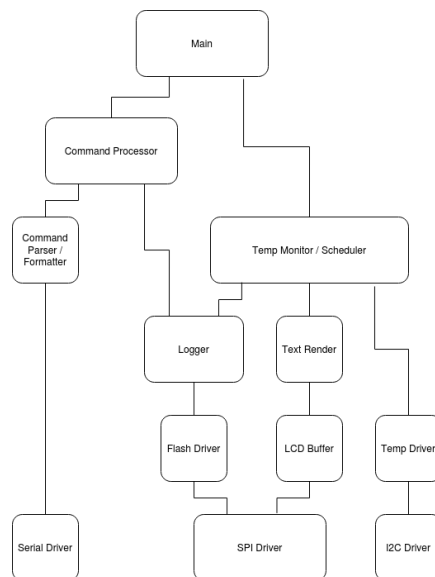 Main
Command Processor
Command
Parser /
Formatter
Temp Monitor / Scheduler
Logger
Text Render
Flash Driver
LCD Buffer
Temp Driver
Serial Driver
SPI Driver
I2C Driver